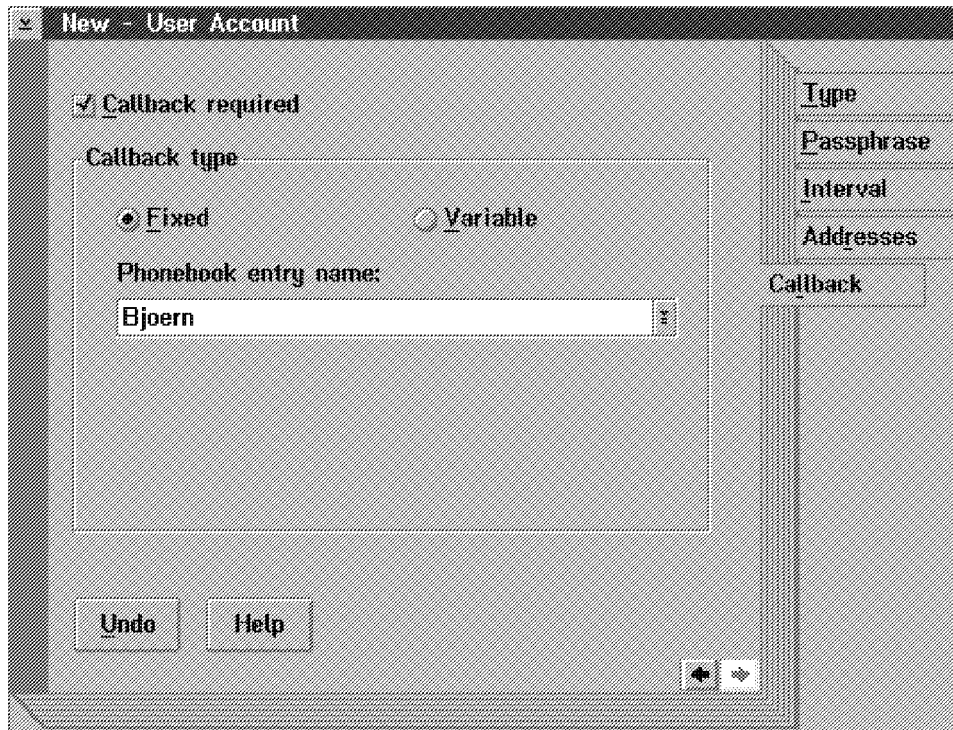 New - User Account
Callback required
Callback type
Fixed
Variable
Phonebook entry name:
Bjoern
Undo
Help
Type
Passphrase
Interval
Addresses
Callback